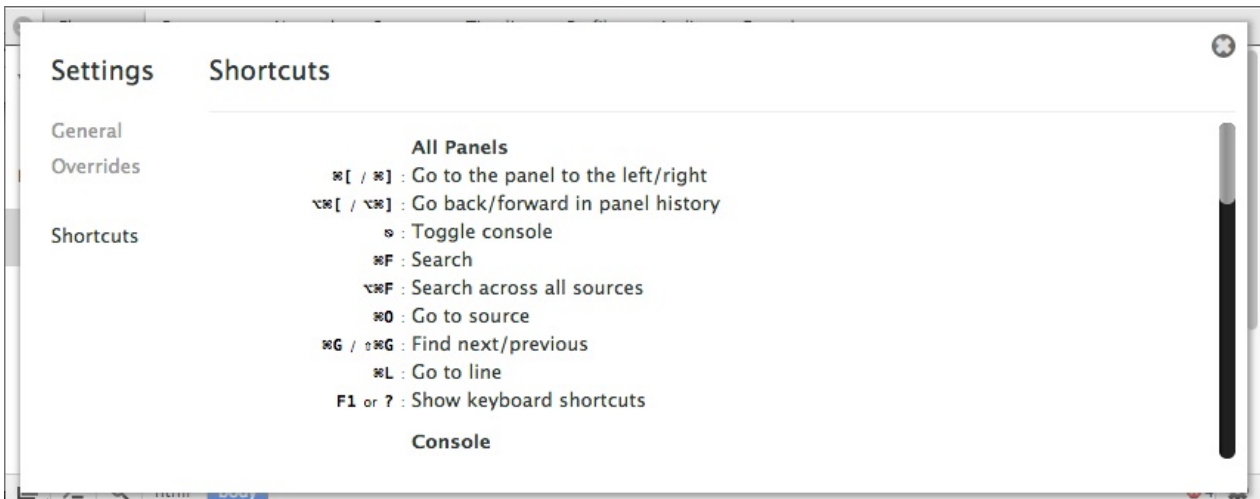 Settings
Shortcuts
General
Overrides
Shortcuts
All Panels
⌘[ / ⌘] : Go to the panel to the left/right
⌥⌘[ / ⌥⌘] : Go back/forward in panel history
⎋ : Toggle console
⌘F : Search
⌥⌘F : Search across all sources
⌘O : Go to source
⌘G / ⇧⌘G : Find next/previous
⌘L : Go to line
F1 or ? : Show keyboard shortcuts
Console
html body